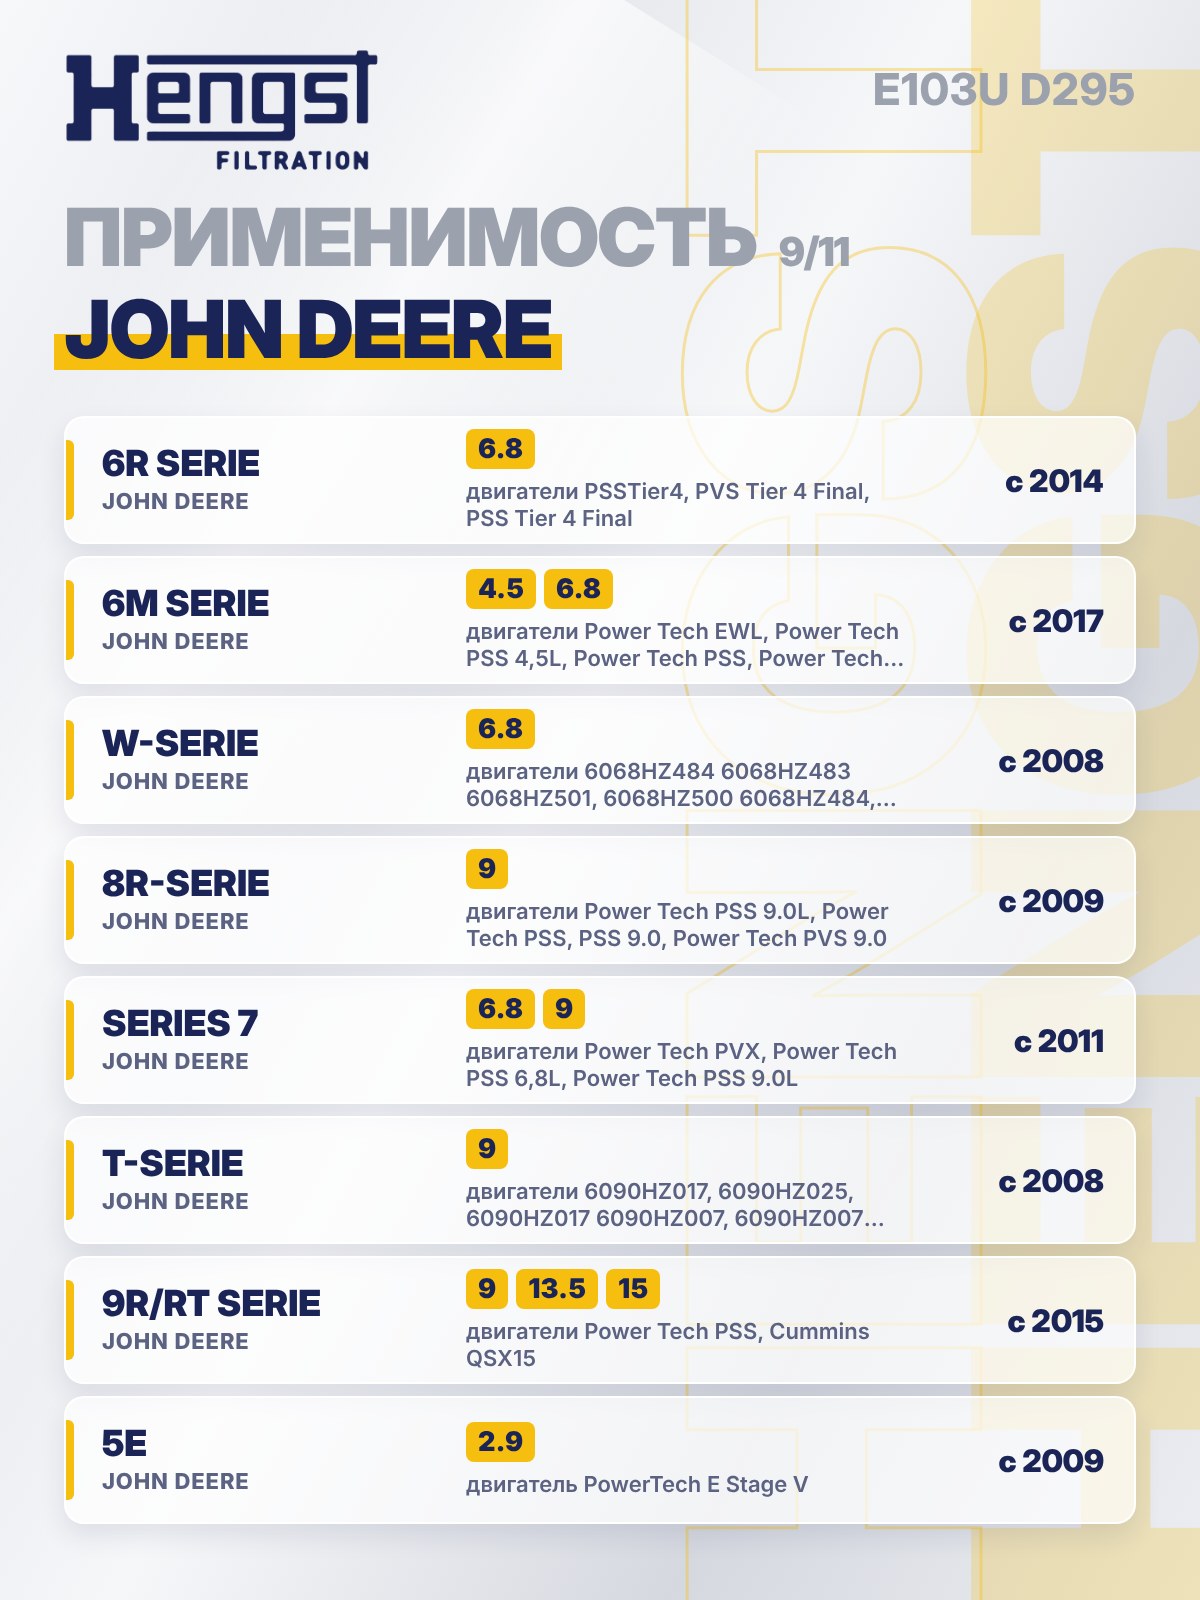 Hengst
FILTRATION
E103U D295
ПРИМЕНИМОСТЬ 9/11
JOHN DEERE
6R SERIE
JOHN DEERE
6.8
двигатели PSSTier4, PVS Tier 4 Final,
PSS Tier 4 Final
с 2014
6M SERIE
JOHN DEERE
4.5 6.8
двигатели Power Tech EWL, Power Tech
PSS 4,5L, Power Tech PSS, Power Tech...
с 2017
W-SERIE
JOHN DEERE
6.8
двигатели 6068HZ484 6068HZ483
6068HZ501, 6068HZ500 6068HZ484,...
с 2008
8R-SERIE
JOHN DEERE
9
двигатели Power Tech PSS 9.0L, Power
Tech PSS, PSS 9.0, Power Tech PVS 9.0
с 2009
SERIES 7
JOHN DEERE
6.8 9
двигатели Power Tech PVX, Power Tech
PSS 6,8L, Power Tech PSS 9.0L
с 2011
T-SERIE
JOHN DEERE
9
двигатели 6090HZ017, 6090HZ025,
6090HZ017 6090HZ007, 6090HZ007...
с 2008
9R/RT SERIE
JOHN DEERE
9 13.5 15
двигатели Power Tech PSS, Cummins
QSX15
с 2015
5E
JOHN DEERE
2.9
двигатель PowerTech E Stage V
с 2009
HENGST
HENGST